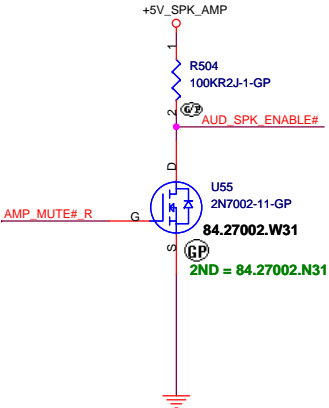 +5V_SPK_AMP
1
R504
100KR2J-1-GP
2
G/P
AUD_SPK_ENABLE#
D
U55
2N7002-11-GP
AMP_MUTE#_R
G
84.27002.W31
S
GP
2ND = 84.27002.N31